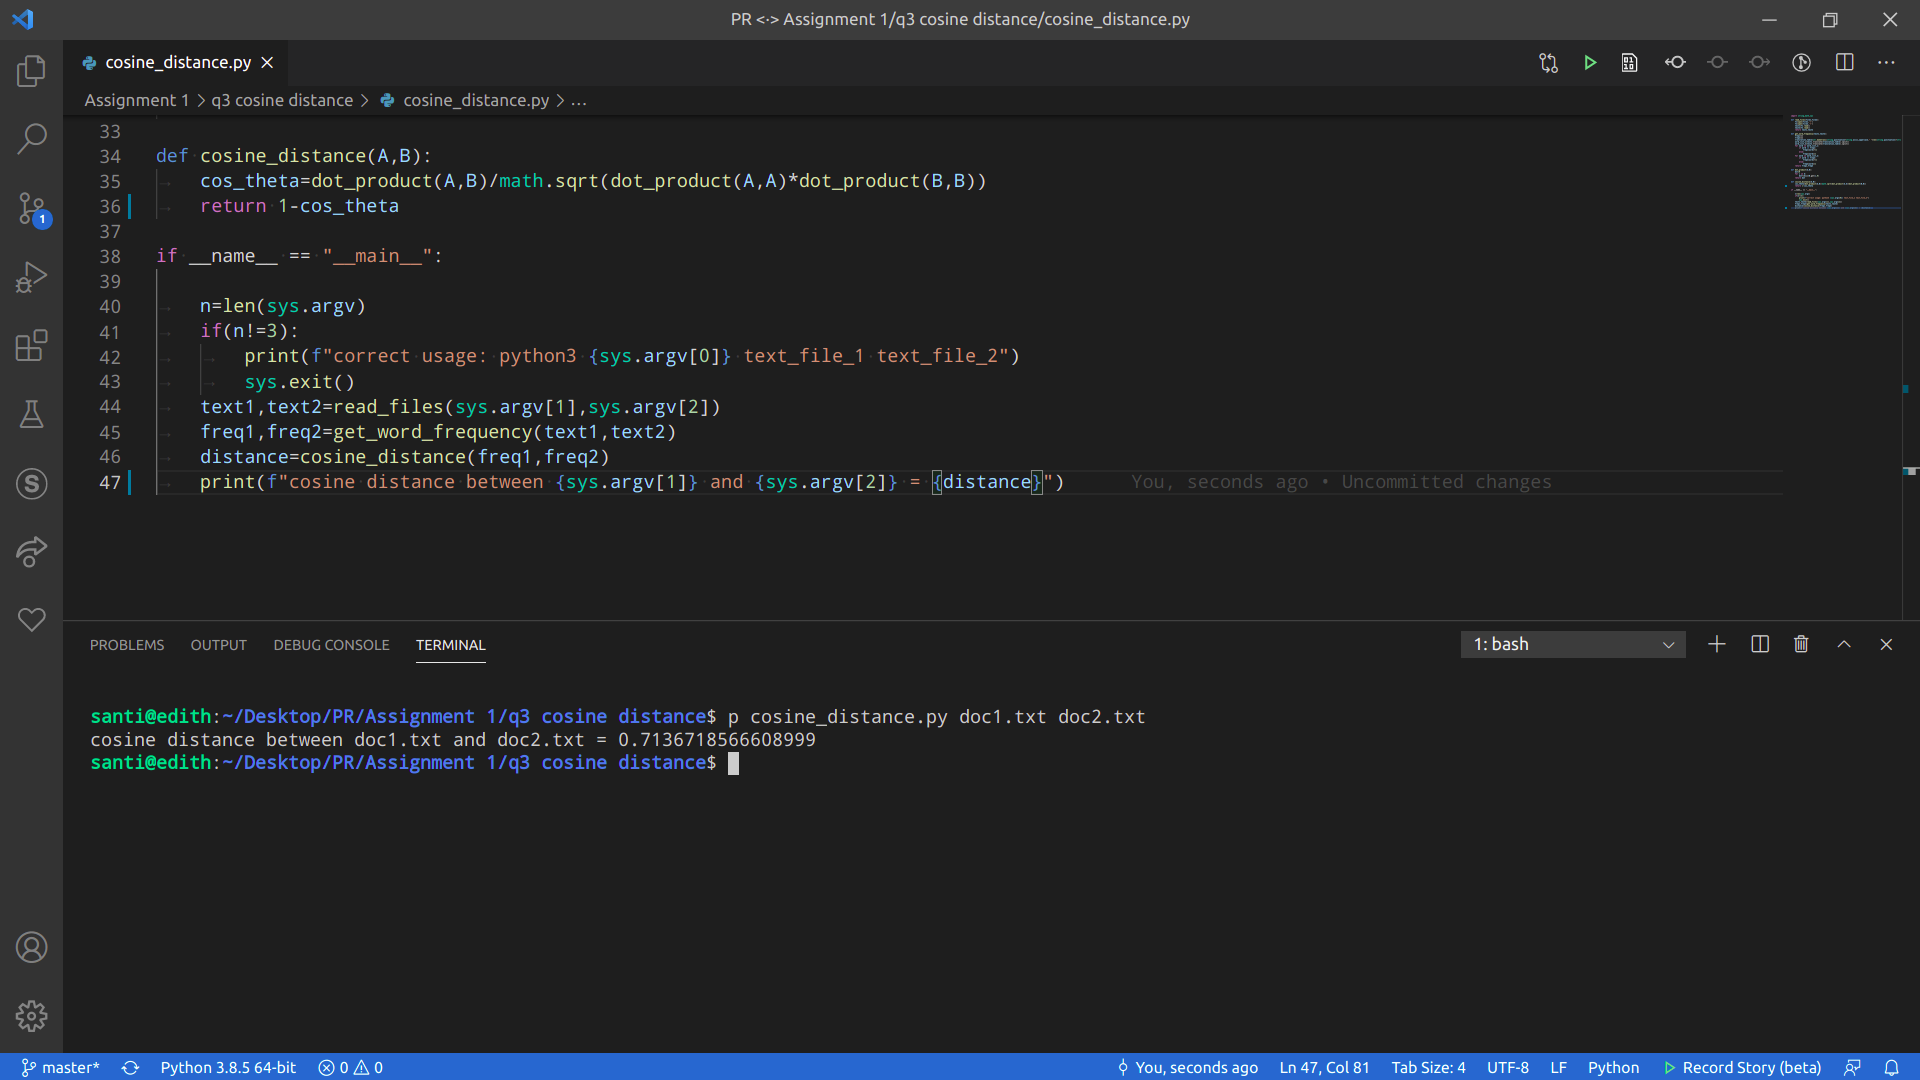 PR <·> Assignment 1/q3 cosine distance/cosine_distance.py
cosine_distance.py
Assignment 1 > q3 cosine distance > cosine_distance.py > ...
33
34 def cosine_distance(A,B):
35 cos_theta=dot_product(A,B)/math.sqrt(dot_product(A,A)*dot_product(B,B))
36 return 1-cos_theta
37
38 if __name__ == "__main__":
39
40 n=len(sys.argv)
41 if(n!=3):
42 print(f"correct usage: python3 {sys.argv[0]} text_file_1 text_file_2")
43 sys.exit()
44 text1,text2=read_files(sys.argv[1],sys.argv[2])
45 freq1,freq2=get_word_frequency(text1,text2)
46 distance=cosine_distance(freq1,freq2)
47 print(f"cosine distance between {sys.argv[1]} and {sys.argv[2]} = {distance}") You, seconds ago • Uncommitted changes
1
S
PROBLEMS OUTPUT DEBUG CONSOLE TERMINAL 1: bash
santi@edith:~/Desktop/PR/Assignment 1/q3 cosine distance$ p cosine_distance.py doc1.txt doc2.txt
cosine distance between doc1.txt and doc2.txt = 0.7136718566608999
santi@edith:~/Desktop/PR/Assignment 1/q3 cosine distance$
master* Python 3.8.5 64-bit 0 0 You, seconds ago Ln 47, Col 81 Tab Size: 4 UTF-8 LF Python Record Story (beta)